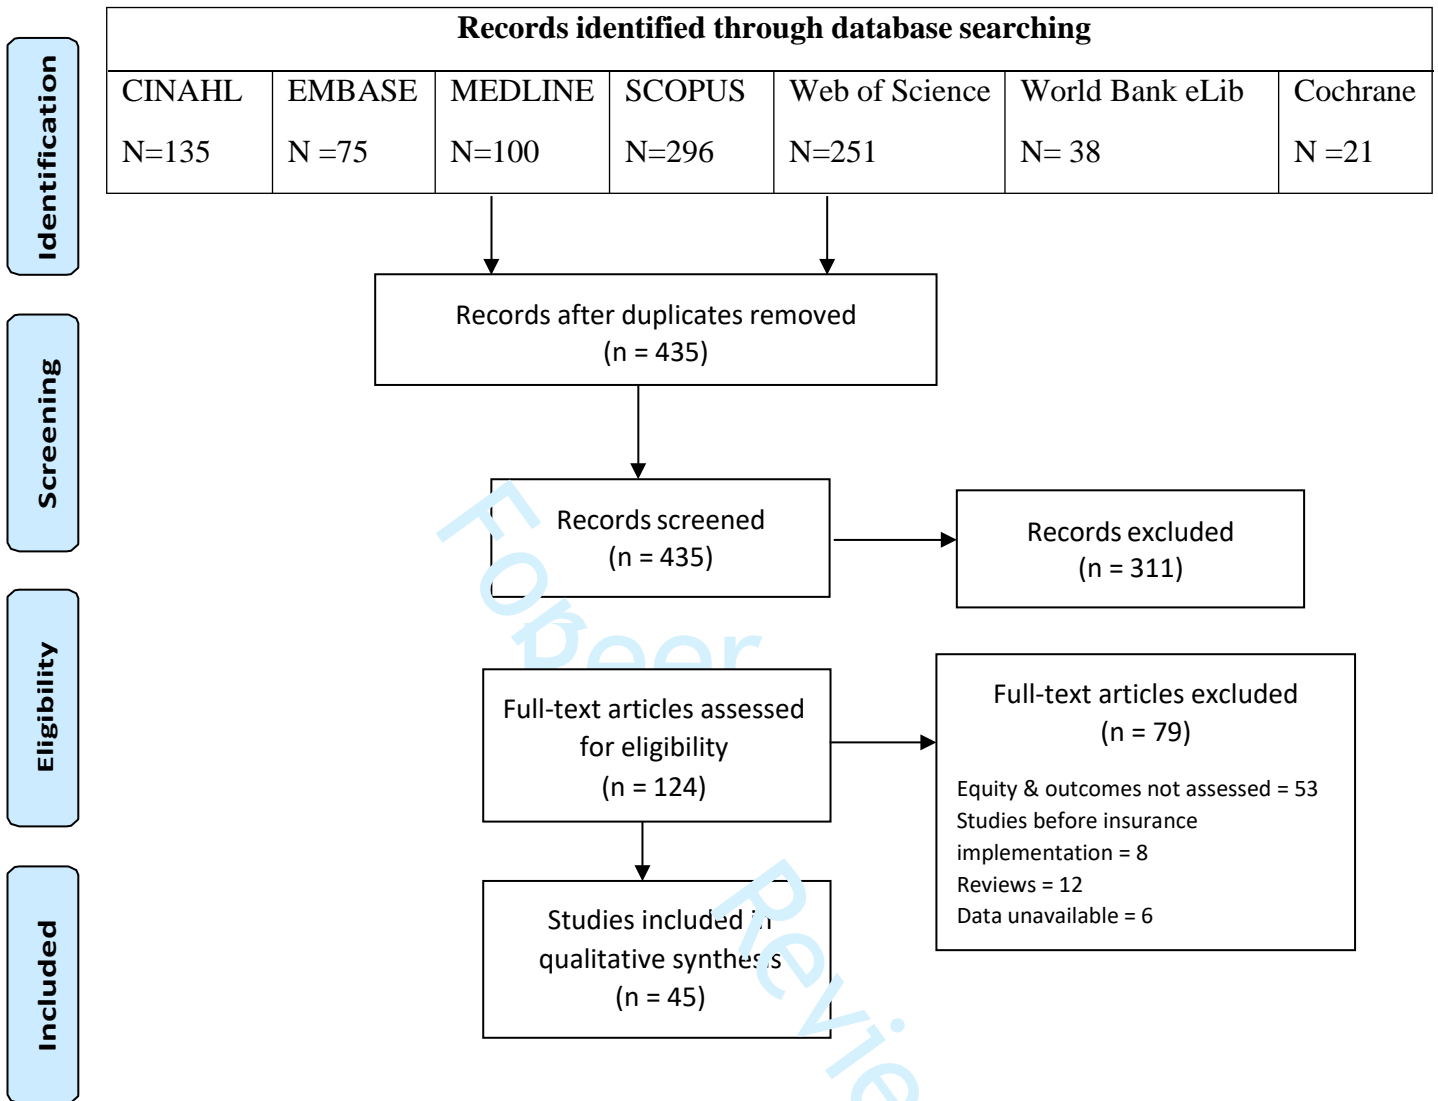 Records identified through database searching
CINAHL EMBASE MEDLINE SCOPUS Web of Science World Bank eLib Cochrane
N=135 N =75 N=100 N=296 N=251 N= 38 N =21
Identification
Records after duplicates removed
(n = 435)
Screening
Records screened
(n = 435)
Records excluded
(n = 311)
For
peer
Eligibility
Full-text articles assessed
for eligibility
(n = 124)
Full-text articles excluded
(n = 79)
Equity & outcomes not assessed = 53
Studies before insurance
implementation = 8
Reviews = 12
Data unavailable = 6
Included
Studies included in
qualitative synthesis
(n = 45)